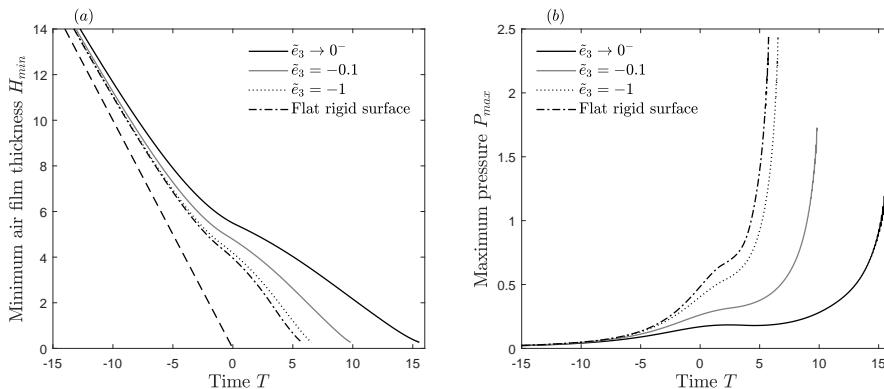 (a)
Minimum air film thickness H_min
14
12
10
8
6
4
2
0
-15
-10
-5
0
5
10
15
Time T
ẽ₃ → 0⁻
ẽ₃ = −0.1
ẽ₃ = −1
Flat rigid surface
(b)
Maximum pressure P_max
2.5
2
1.5
1
0.5
0
-15
-10
-5
0
5
10
15
Time T
ẽ₃ → 0⁻
ẽ₃ = −0.1
ẽ₃ = −1
Flat rigid surface